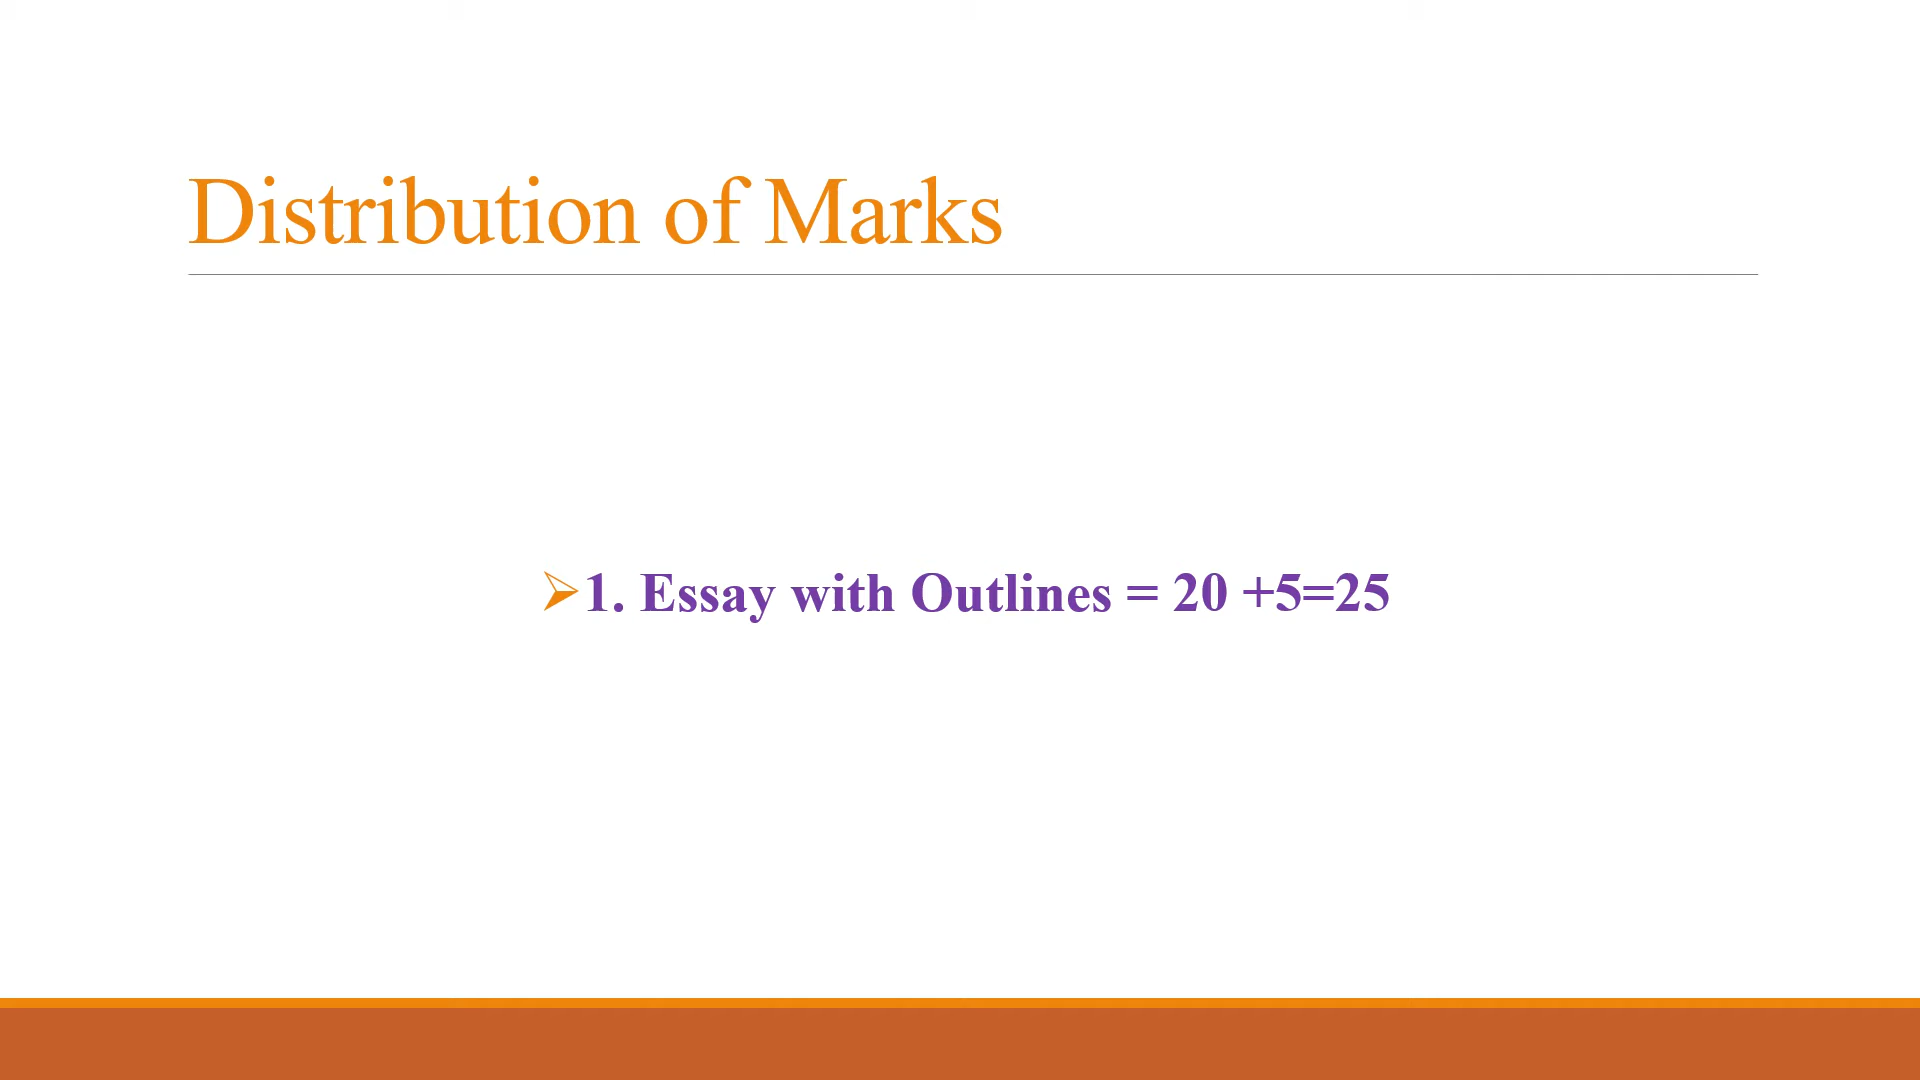 Distribution of Marks
➢1. Essay with Outlines = 20 +5=25